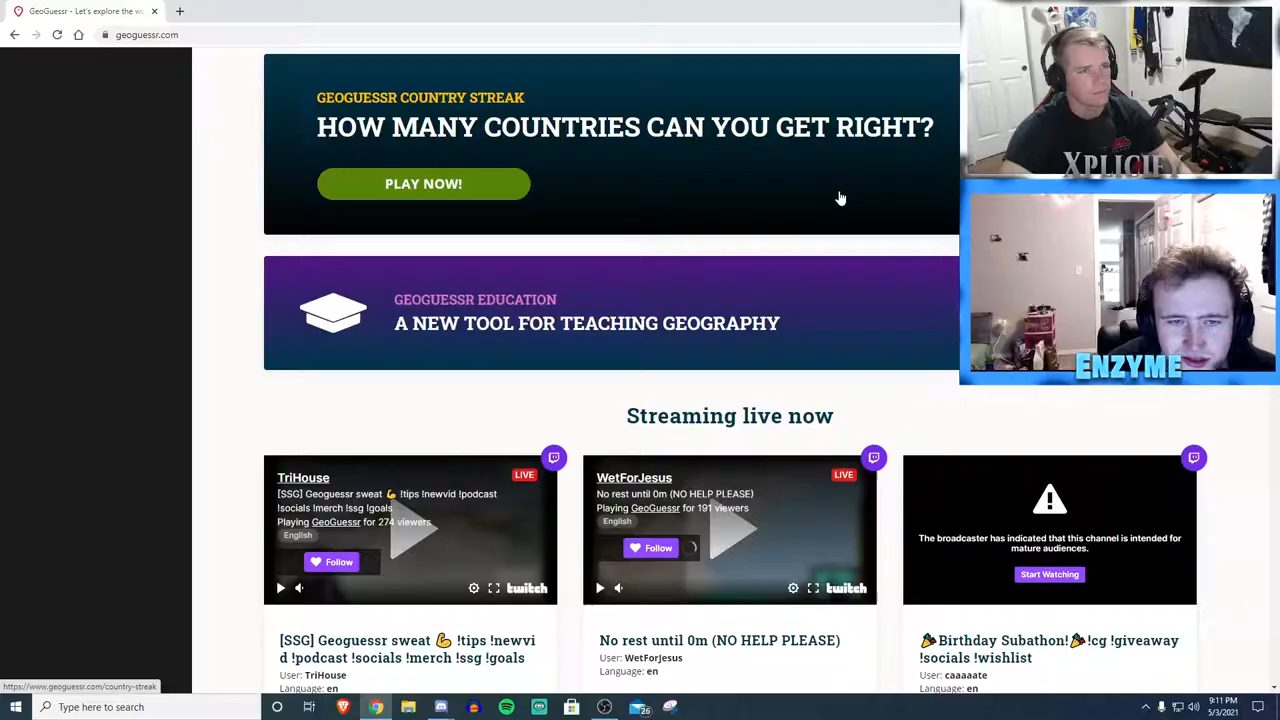 GeoGuessr - Let's explore the wo
geoguessr.com
GEOGUESSR COUNTRY STREAK
HOW MANY COUNTRIES CAN YOU GET RIGHT?
PLAY NOW!
XPLICIFY
GEOGUESSR EDUCATION
A NEW TOOL FOR TEACHING GEOGRAPHY
ENZYME
Streaming live now
TriHouse
LIVE
[SSG] Geoguessr sweat 💪 !tips !newvid !podcast
!socials !merch !ssg !goals
Playing GeoGuessr for 274 viewers
English
Follow
twitch
WetForJesus
LIVE
No rest until 0m (NO HELP PLEASE)
Playing GeoGuessr for 191 viewers
English
Follow
twitch
The broadcaster has indicated that this channel is intended for
mature audiences.
Start Watching
[SSG] Geoguessr sweat 💪 !tips !newvi
d !podcast !socials !merch !ssg !goals
User: TriHouse
Language: en
No rest until 0m (NO HELP PLEASE)
User: WetForJesus
Language: en
🎉Birthday Subathon!🎉!cg !giveaway
!socials !wishlist
User: caaaaate
Language: en
https://www.geoguessr.com/country-streak
Type here to search
26
9:11 PM
5/3/2021